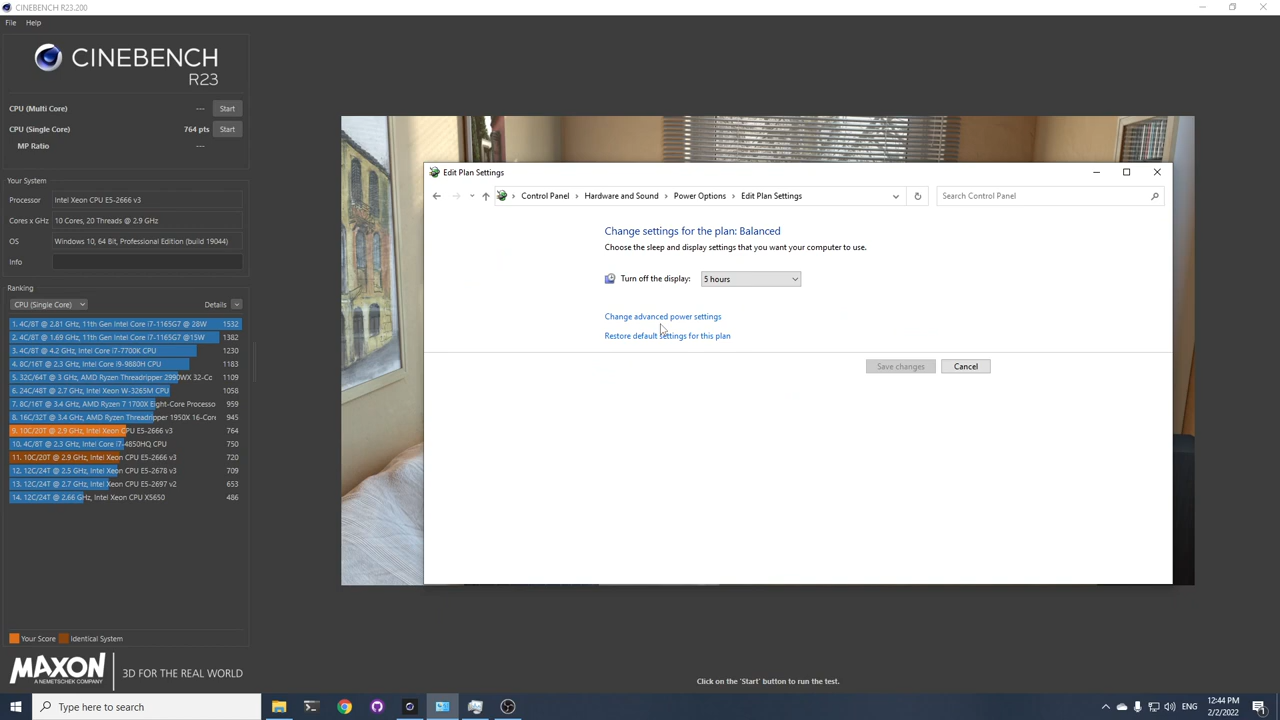 CINEBENCH R23.200
File Help
CINEBENCH
R23
CPU (Multi Core) --- Start
CPU (Single Core) 764 pts Start
MP Ratio ---
Your System
Processor Intel Xeon CPU E5-2666 v3
Cores x GHz 10 Cores, 20 Threads @ 2.9 GHz
OS Windows 10, 64 Bit, Professional Edition (build 19044)
Info
Ranking
CPU (Single Core) Details
1. 4C/8T @ 2.81 GHz, 11th Gen Intel Core i7-1165G7 @ 28W 1532
2. 4C/8T @ 1.69 GHz, 11th Gen Intel Core i7-1165G7 @15W 1382
3. 4C/8T @ 4.2 GHz, Intel Core i7-7700K CPU 1230
4. 8C/16T @ 2.3 GHz, Intel Core i9-9880H CPU 1183
5. 32C/64T @ 3 GHz, AMD Ryzen Threadripper 2990WX 32-Co 1109
6. 24C/48T @ 2.7 GHz, Intel Xeon W-3265M CPU 1058
7. 8C/16T @ 3.4 GHz, AMD Ryzen 7 1700X Eight-Core Processo 959
8. 16C/32T @ 3.4 GHz, AMD Ryzen Threadripper 1950X 16-Core 945
9. 10C/20T @ 2.9 GHz, Intel Xeon CPU E5-2666 v3 764
10. 4C/8T @ 2.3 GHz, Intel Core i7-4850HQ CPU 750
11. 10C/20T @ 2.9 GHz, Intel Xeon CPU E5-2666 v3 720
12. 12C/24T @ 2.5 GHz, Intel Xeon CPU E5-2678 v3 709
13. 12C/24T @ 2.7 GHz, Intel Xeon CPU E5-2697 v2 653
14. 12C/24T @ 2.66 GHz, Intel Xeon CPU X5650 486
Your Score Identical System
MAXON
A NEMETSCHEK COMPANY
3D FOR THE REAL WORLD
Edit Plan Settings
Control Panel > Hardware and Sound > Power Options > Edit Plan Settings
Search Control Panel
Change settings for the plan: Balanced
Choose the sleep and display settings that you want your computer to use.
Turn off the display: 5 hours
Change advanced power settings
Restore default settings for this plan
Save changes Cancel
Click on the 'Start' button to run the test.
Type here to search
12:44 PM
2/2/2022
1